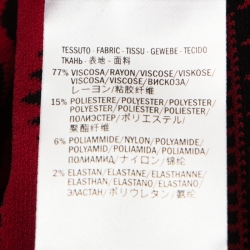 TESSUTO - FABRIC - TISSU - GEWEBE - TECIDO
ТКАНЬ - 表地 - 面料
77% VISCOSA/RAYON/VISCOSE/VISKOSE/
VISCOSA/VISCOSE/ВИСКОЗА/
レーヨン/粘胶纤维
15% POLIESTERE/POLYESTER/POLYESTER/
POLYESTER/POLIESTER/POLYESTER/
ПОЛИЭСТЕР/ポリエステル/
聚酯纤维
6% POLIAMMIDE/NYLON/POLYAMIDE/
POLYAMID/POLIAMIDA/POLYAMIDE/
ПОЛИАМИД/ナイロン/锦纶
2% ELASTAN/ELASTANE/ELASTHANNE/
ELASTHAN/ELASTANO/ELASTANO/
ЭЛАСТАН/ポリウレタン/氨纶